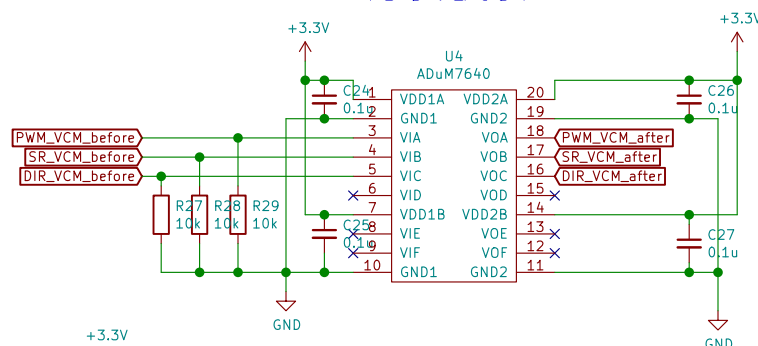 +3.3V
+3.3V
U4
ADuM7640
C24
0.1u
1 VDD1A VDD2A 20
C26
0.1u
2 GND1 GND2 19
PWM_VCM_before 3 VIA VOA 18 PWM_VCM_after
SR_VCM_before 4 VIB VOB 17 SR_VCM_after
DIR_VCM_before 5 VIC VOC 16 DIR_VCM_after
6 VID VOD 15
R27 R28 R29
10k 10k 10k
7 VDD1B VDD2B 14
C25
0.1u
8 VIE VOE 13
C27
0.1u
9 VIF VOF 12
10 GND1 GND2 11
GND
+3.3V
GND